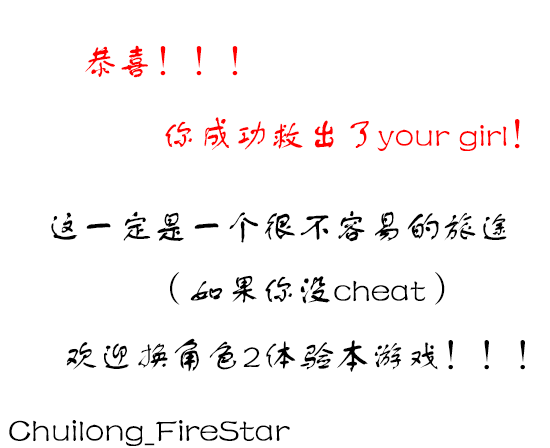 恭喜！！！
你成功救出了your girl！
这一定是一个很不容易的旅途
（如果你没cheat）
欢迎换角色2体验本游戏！！！
Chuilong_FireStar